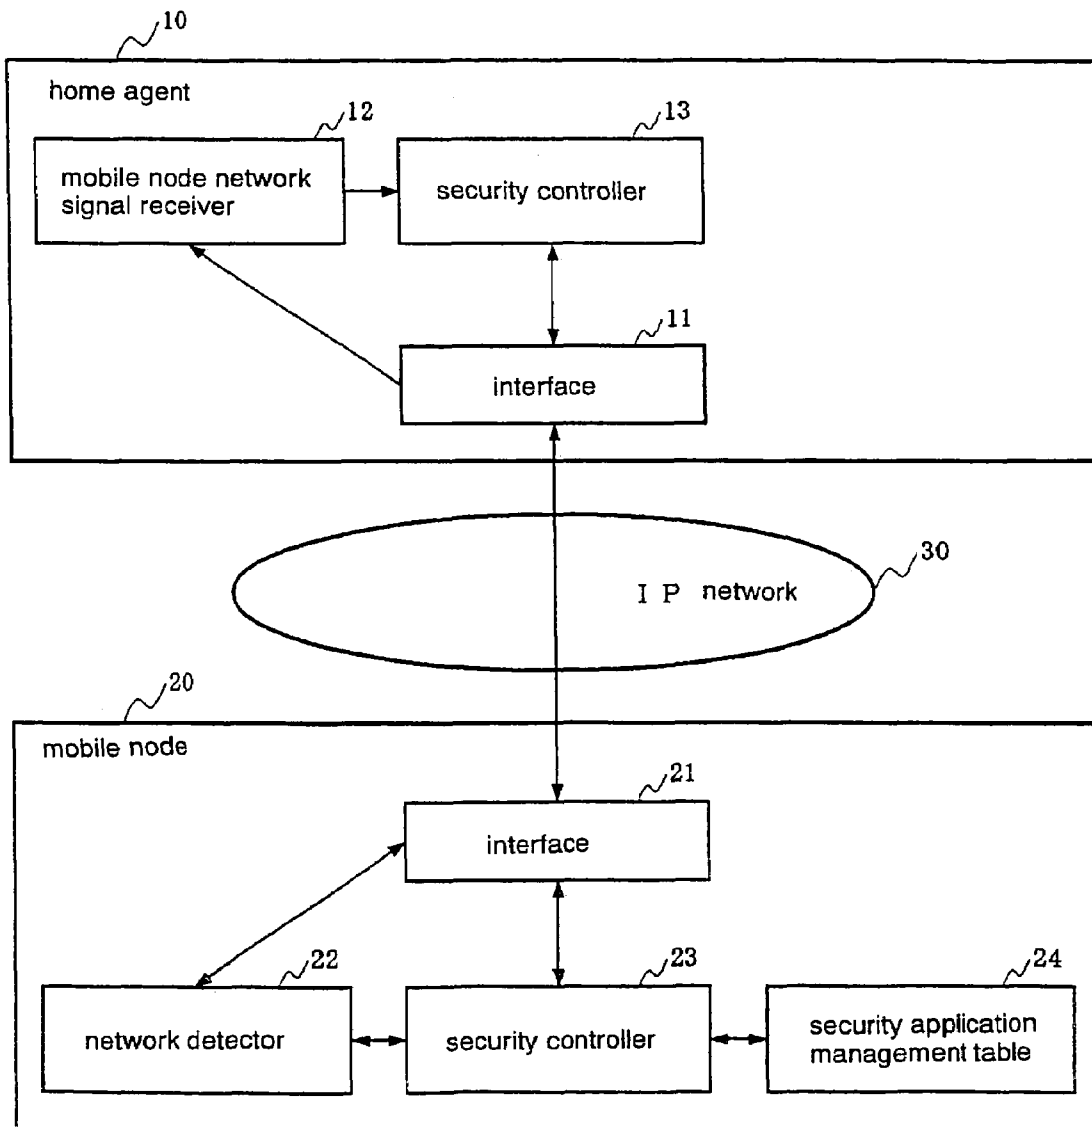 10
home agent
12
13
mobile node network
signal receiver
security controller
11
interface
30
I P network
20
mobile node
21
interface
22
23
24
network detector
security controller
security application
management table